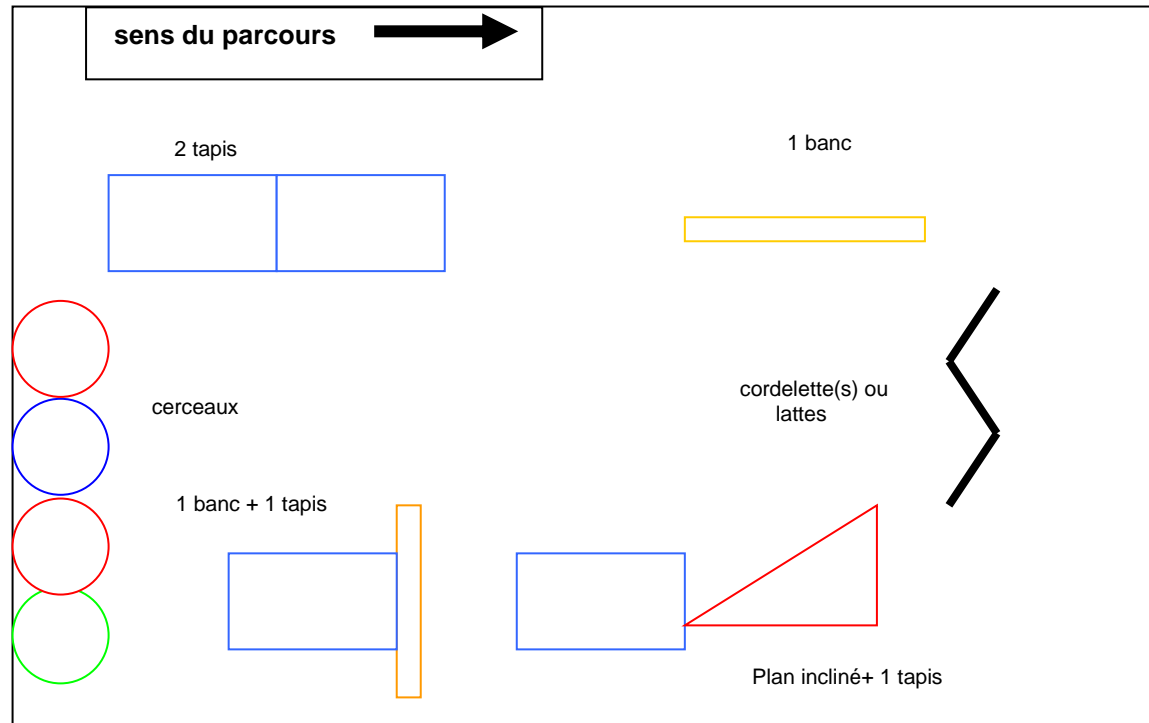 sens du parcours
2 tapis
1 banc
cerceaux
cordelette(s) ou
lattes
1 banc + 1 tapis
Plan incliné+ 1 tapis